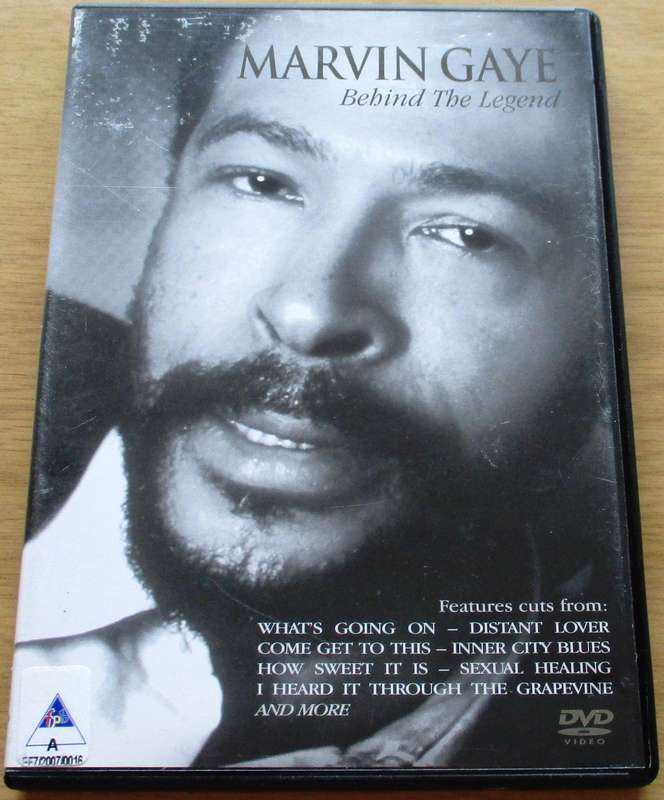 MARVIN GAYE
Behind The Legend
Features cuts from:
WHAT'S GOING ON – DISTANT LOVER
COME GET TO THIS – INNER CITY BLUES
HOW SWEET IT IS – SEXUAL HEALING
I HEARD IT THROUGH THE GRAPEVINE
AND MORE
DVD
VIDEO
fpb
A